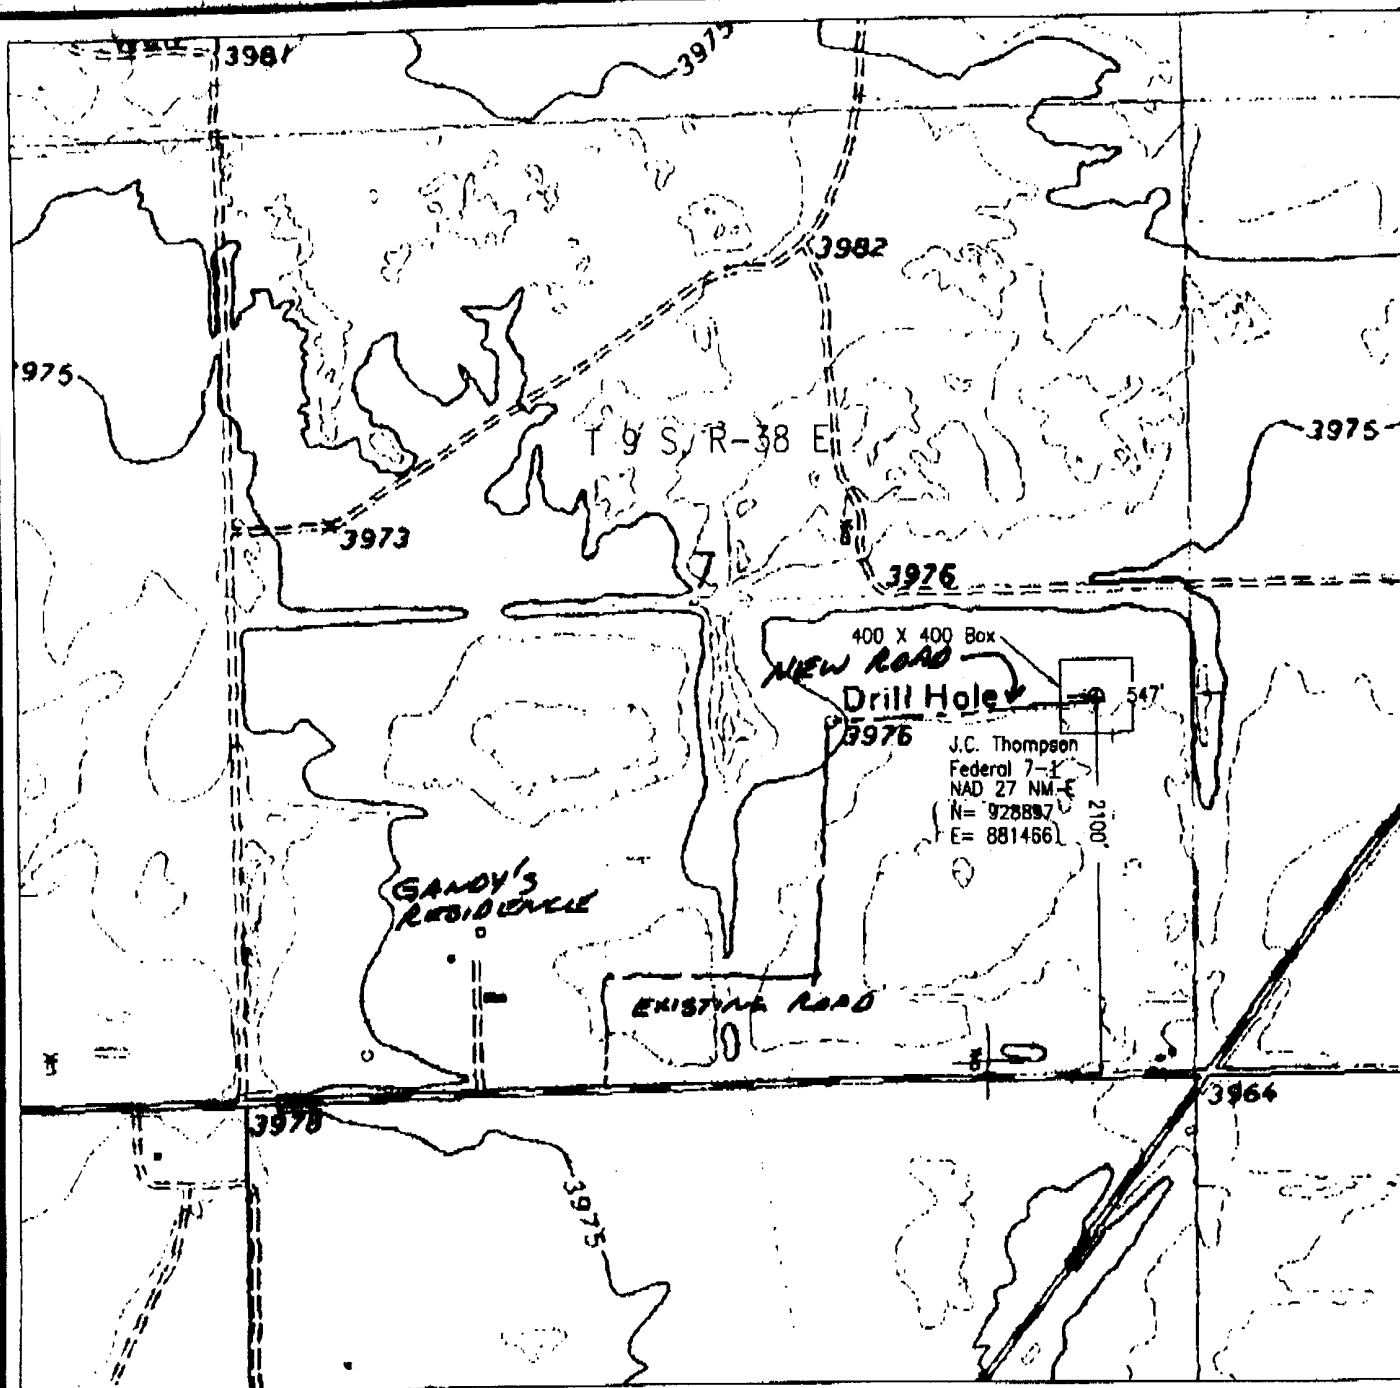 3981
3975
3982
975
3975
T 9 S, R-38 E
3973
7
3976
400 X 400 Box
NEW ROAD
Drill Hole
547'
3976
J.C. Thompson
Federal 7-1
NAD 27 NM-E
N= 928897
E= 881466
2100'
GANDY'S
RESIDENCE
EXISTING ROAD
3964
3978
3975